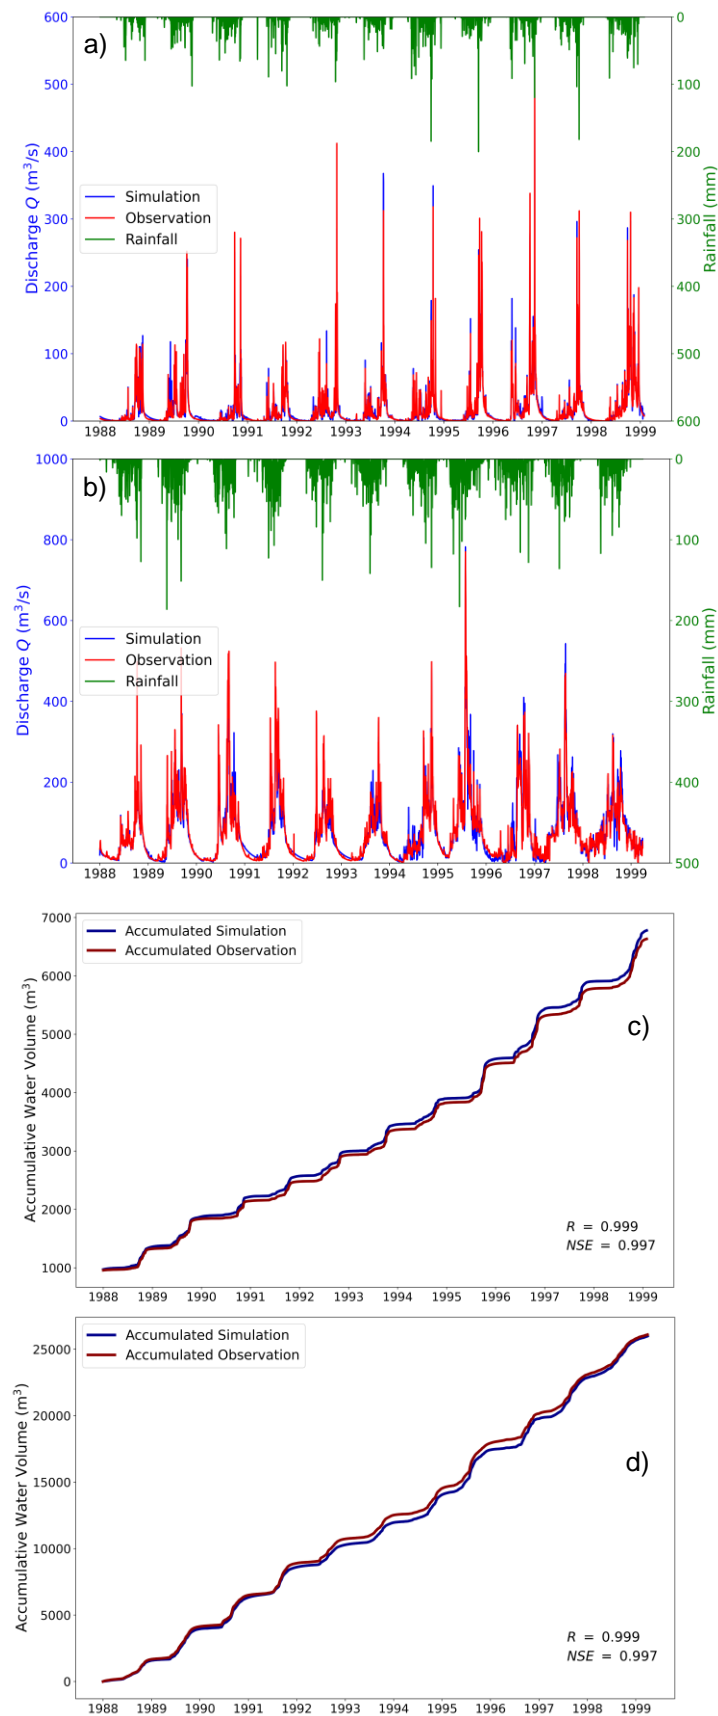 a)
600
500
400
300
200
100
0
Discharge Q (m³/s)
0
100
200
300
400
500
600
Rainfall (mm)
Simulation
Observation
Rainfall
1988 1989 1990 1991 1992 1993 1994 1995 1996 1997 1998 1999
b)
1000
800
600
400
200
0
Discharge Q (m³/s)
0
100
200
300
400
500
Rainfall (mm)
Simulation
Observation
Rainfall
1988 1989 1990 1991 1992 1993 1994 1995 1996 1997 1998 1999
7000
6000
5000
4000
3000
2000
1000
Accumulative Water Volume (m³)
Accumulated Simulation
Accumulated Observation
c)
R = 0.999
NSE = 0.997
1988 1989 1990 1991 1992 1993 1994 1995 1996 1997 1998 1999
25000
20000
15000
10000
5000
0
Accumulative Water Volume (m³)
Accumulated Simulation
Accumulated Observation
d)
R = 0.999
NSE = 0.997
1988 1989 1990 1991 1992 1993 1994 1995 1996 1997 1998 1999